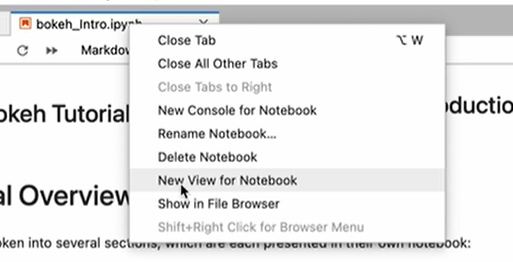 bokeh_Intro.ipynb
Markdow
Close Tab ⌥ W
Close All Other Tabs
Close Tabs to Right
New Console for Notebook
Rename Notebook...
Delete Notebook
New View for Notebook
Show in File Browser
Shift+Right Click for Browser Menu
okeh Tutorial
oductio
al Overview
oken into several sections, which are each presented in their own notebook: